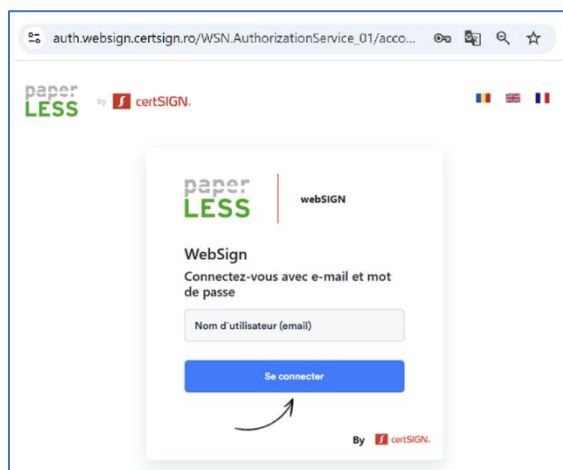 auth.websign.certsign.ro/WSN.AuthorizationService_01/acco...
paper
LESS
by certSIGN.
paper
LESS
webSIGN
WebSign
Connectez-vous avec e-mail et mot
de passe
Nom d'utilisateur (email)
Se connecter
By certSIGN.